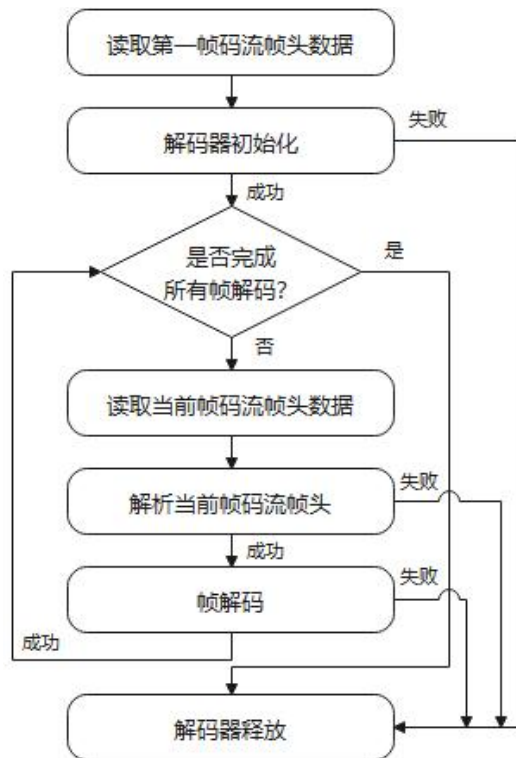 读取第一帧码流帧头数据
解码器初始化
失败
成功
是否完成
所有帧解码？
是
否
读取当前帧码流帧头数据
解析当前帧码流帧头
失败
成功
帧解码
失败
成功
解码器释放